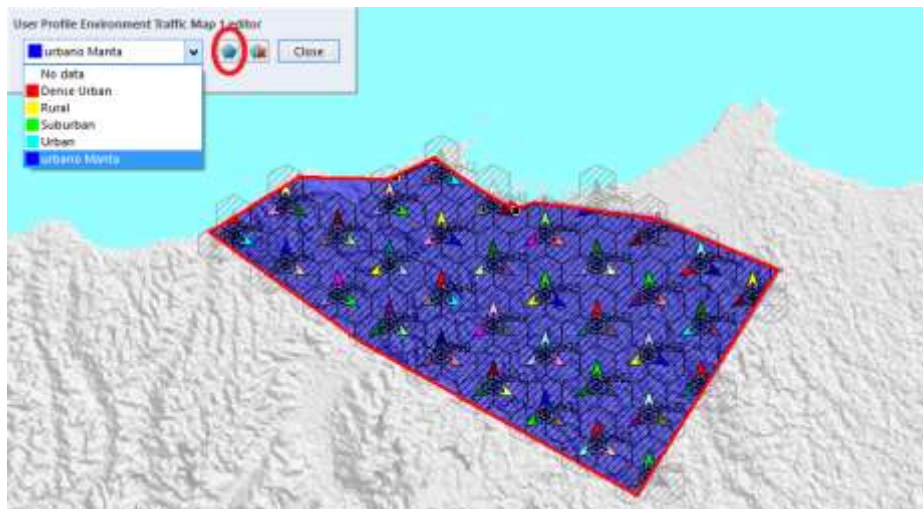 User Profile Environment Traffic Map 1 editor
urbano Manta
Close
No data
Dense Urban
Rural
Suburban
Urban
urbano Manta